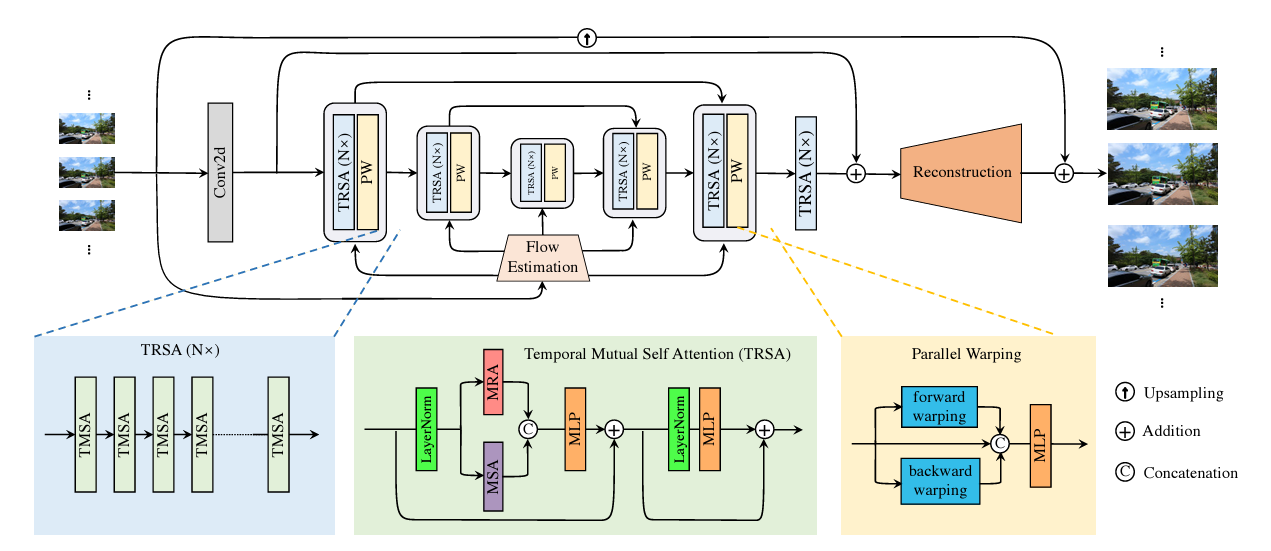 Conv2d
TRSA (N×)
PW
TRSA (N×)
PW
TRSA (N×)
PW
TRSA (N×)
PW
TRSA (N×)
PW
TRSA (N×)
Reconstruction
Flow
Estimation
TRSA (N×)
TMSA
TMSA
TMSA
TMSA
TMSA
Temporal Mutual Self Attention (TRSA)
LayerNorm
MRA
MSA
C
MLP
LayerNorm
MLP
Parallel Warping
forward
warping
backward
warping
C
MLP
Upsampling
Addition
C Concatenation